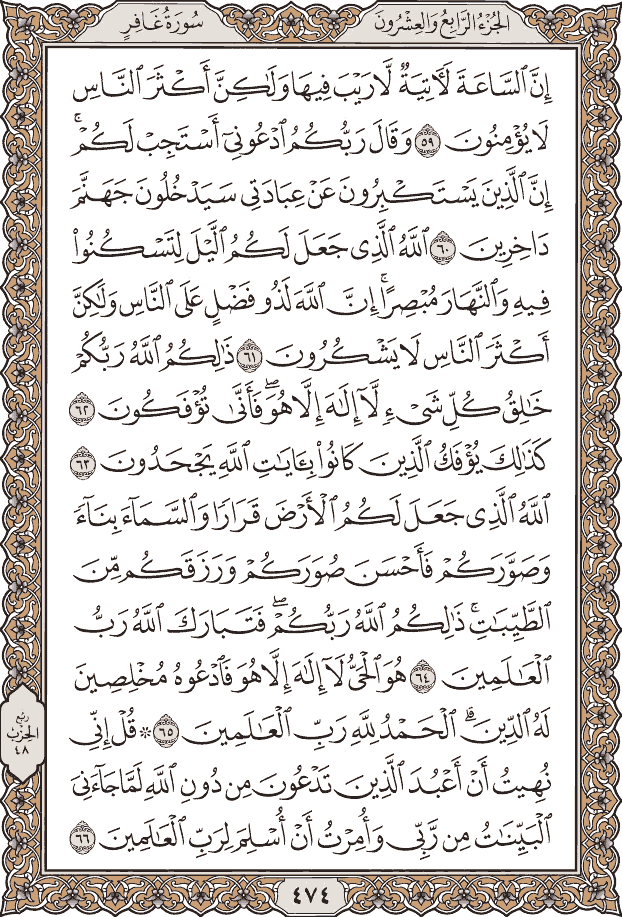 الجُزْءُ الرَّابِعُ وَالعِشْرُونَ
سُورَةُ غَافِرٍ
إِنَّ ٱلسَّاعَةَ لَأٓتِيَةٌ لَّا رَيْبَ فِيهَا وَلَٰكِنَّ أَكْثَرَ ٱلنَّاسِ
لَا يُؤْمِنُونَ ٥٩ وَقَالَ رَبُّكُمُ ٱدْعُونِيٓ أَسْتَجِبْ لَكُمْۚ
إِنَّ ٱلَّذِينَ يَسْتَكْبِرُونَ عَنْ عِبَادَتِي سَيَدْخُلُونَ جَهَنَّمَ
دَاخِرِينَ ٦٠ ٱللَّهُ ٱلَّذِي جَعَلَ لَكُمُ ٱلَّيْلَ لِتَسْكُنُوا۟
فِيهِ وَٱلنَّهَارَ مُبْصِرًاۚ إِنَّ ٱللَّهَ لَذُو فَضْلٍ عَلَى ٱلنَّاسِ وَلَٰكِنَّ
أَكْثَرَ ٱلنَّاسِ لَا يَشْكُرُونَ ٦١ ذَٰلِكُمُ ٱللَّهُ رَبُّكُمْ
خَٰلِقُ كُلِّ شَيْءٍ لَّآ إِلَٰهَ إِلَّا هُوَۖ فَأَنَّىٰ تُؤْفَكُونَ ٦٢
كَذَٰلِكَ يُؤْفَكُ ٱلَّذِينَ كَانُوا۟ بِـَٔايَٰتِ ٱللَّهِ يَجْحَدُونَ ٦٣
ٱللَّهُ ٱلَّذِي جَعَلَ لَكُمُ ٱلْأَرْضَ قَرَارًا وَٱلسَّمَآءَ بِنَآءً
وَصَوَّرَكُمْ فَأَحْسَنَ صُوَرَكُمْ وَرَزَقَكُم مِّنَ
ٱلطَّيِّبَٰتِۚ ذَٰلِكُمُ ٱللَّهُ رَبُّكُمْۖ فَتَبَارَكَ ٱللَّهُ رَبُّ
ٱلْعَٰلَمِينَ ٦٤ هُوَ ٱلْحَيُّ لَآ إِلَٰهَ إِلَّا هُوَ فَٱدْعُوهُ مُخْلِصِينَ
لَهُ ٱلدِّينَۗ ٱلْحَمْدُ لِلَّهِ رَبِّ ٱلْعَٰلَمِينَ ٦٥ ۞ قُلْ إِنِّي
نُهِيتُ أَنْ أَعْبُدَ ٱلَّذِينَ تَدْعُونَ مِن دُونِ ٱللَّهِ لَمَّا جَآءَنِيَ
ٱلْبَيِّنَٰتُ مِن رَّبِّي وَأُمِرْتُ أَنْ أُسْلِمَ لِرَبِّ ٱلْعَٰلَمِينَ ٦٦
رُبْعُ
الحِزْب
٤٨
٤٧٤